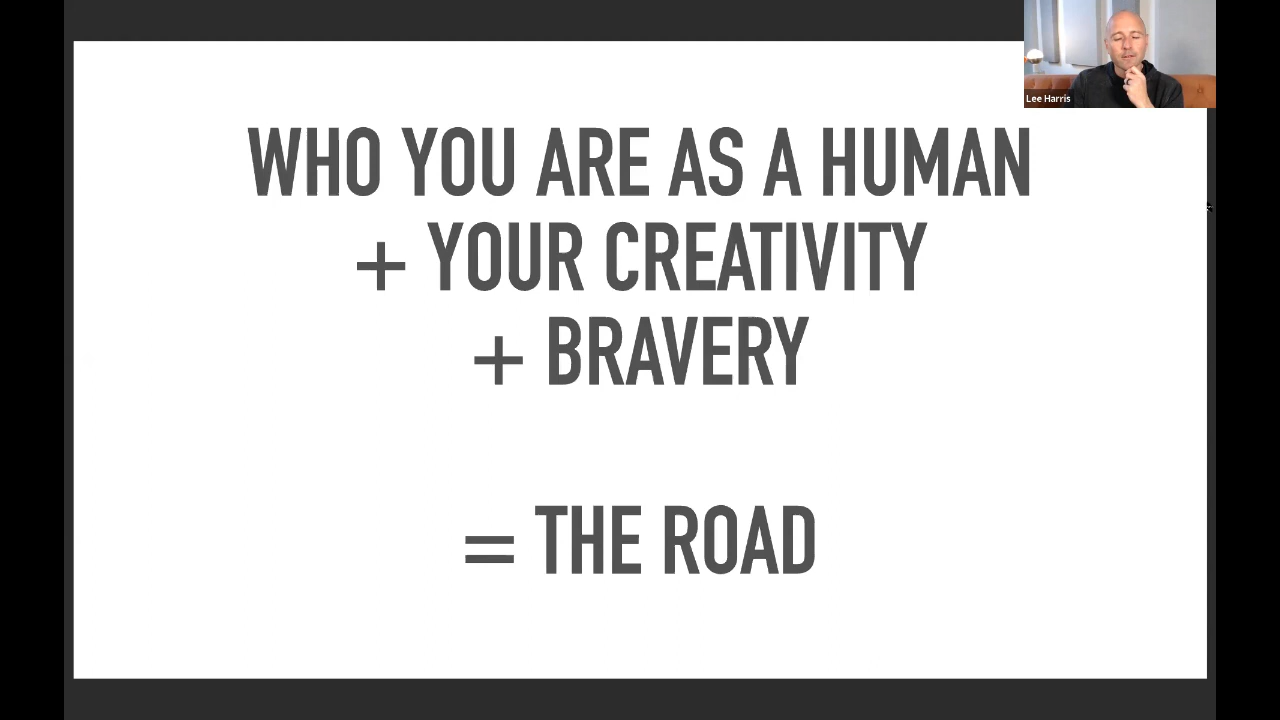 Lee Harris
WHO YOU ARE AS A HUMAN
+ YOUR CREATIVITY
+ BRAVERY
= THE ROAD